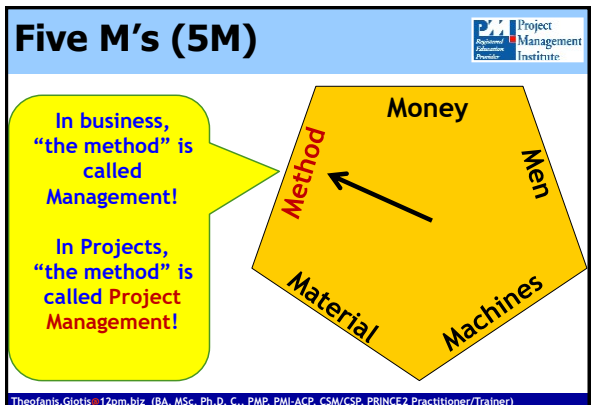 Five M's (5M)
PMI
Registered
Education
Provider
Project
Management
Institute
In business,
“the method” is
called
Management!
In Projects,
“the method” is
called Project
Management!
Money
Men
Machines
Material
Method
Theofanis.Giotis@12pm.biz (BA, MSc, Ph.D. C., PMP, PMI-ACP, CSM/CSP, PRINCE2 Practitioner/Trainer)